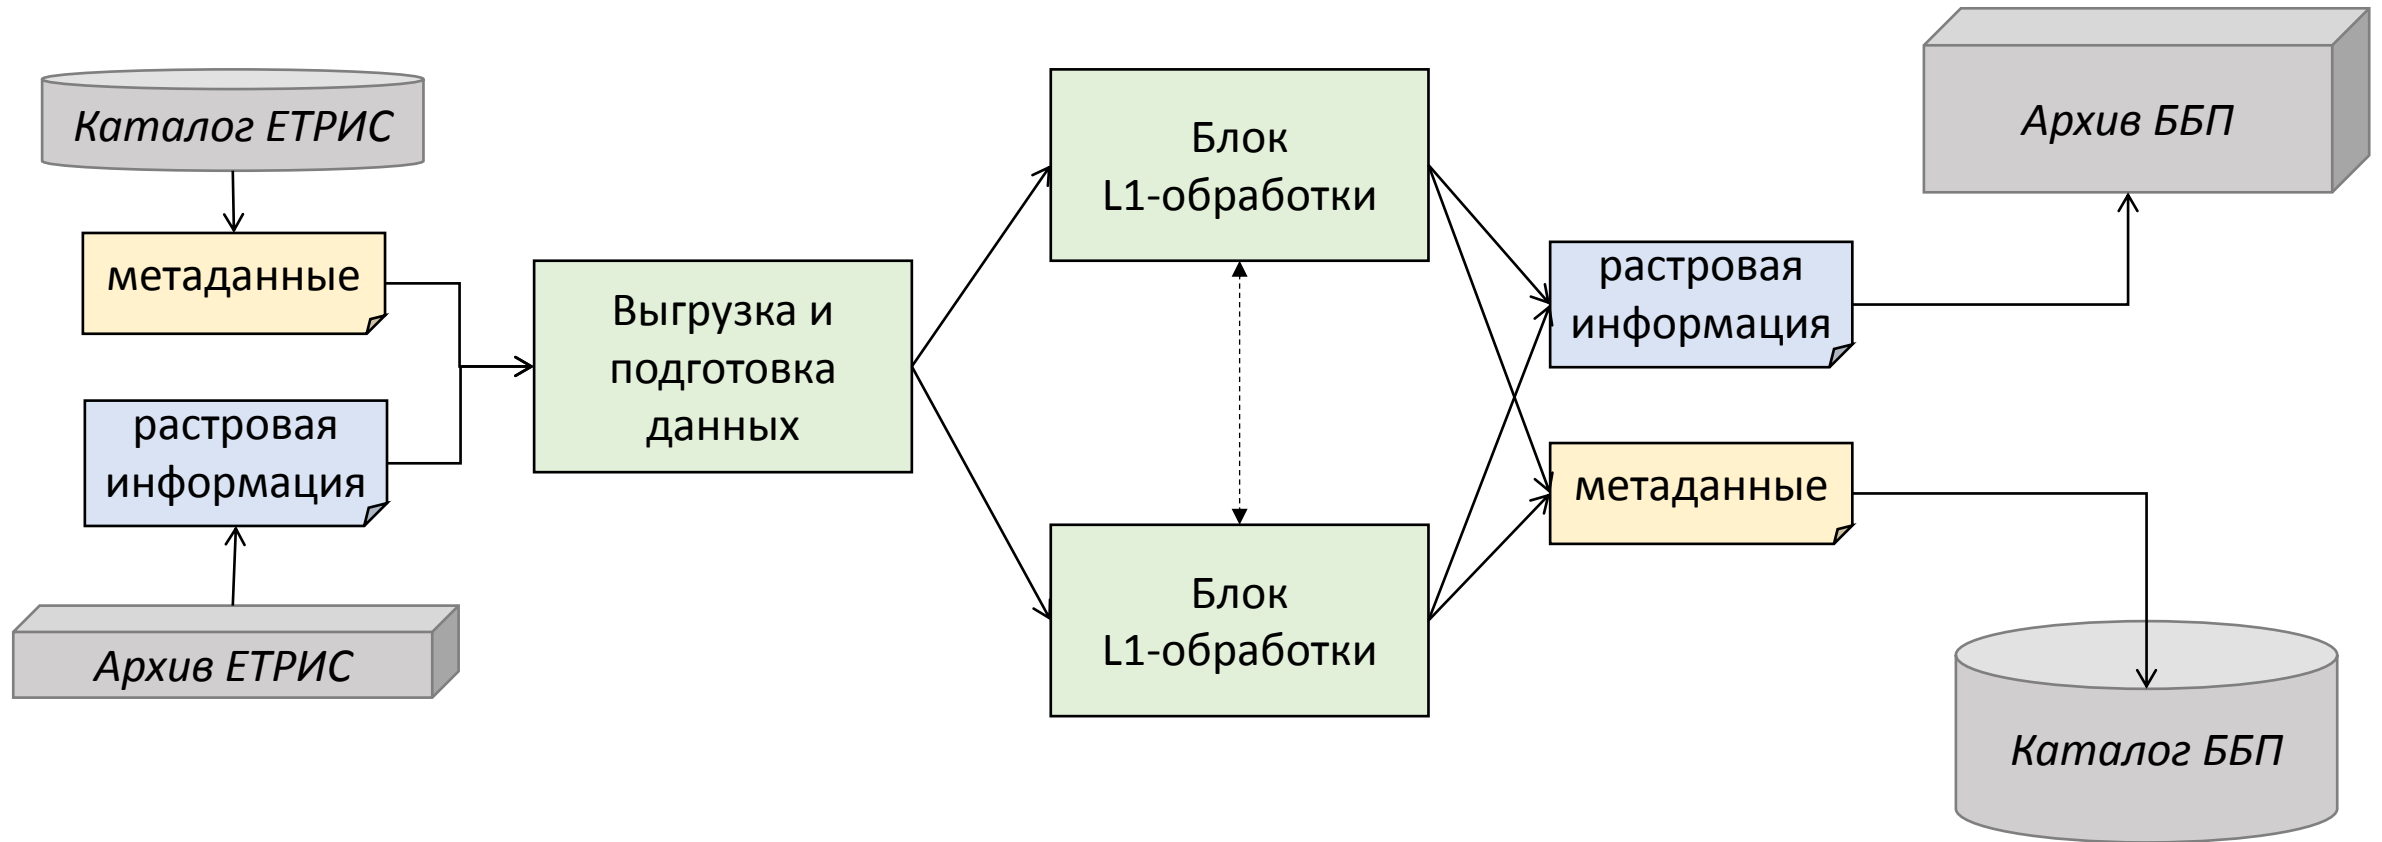 Каталог ЕТРИС
метаданные
растровая
информация
Архив ЕТРИС
Выгрузка и
подготовка
данных
Блок
L1-обработки
Блок
L1-обработки
растровая
информация
метаданные
Архив ББП
Каталог ББП